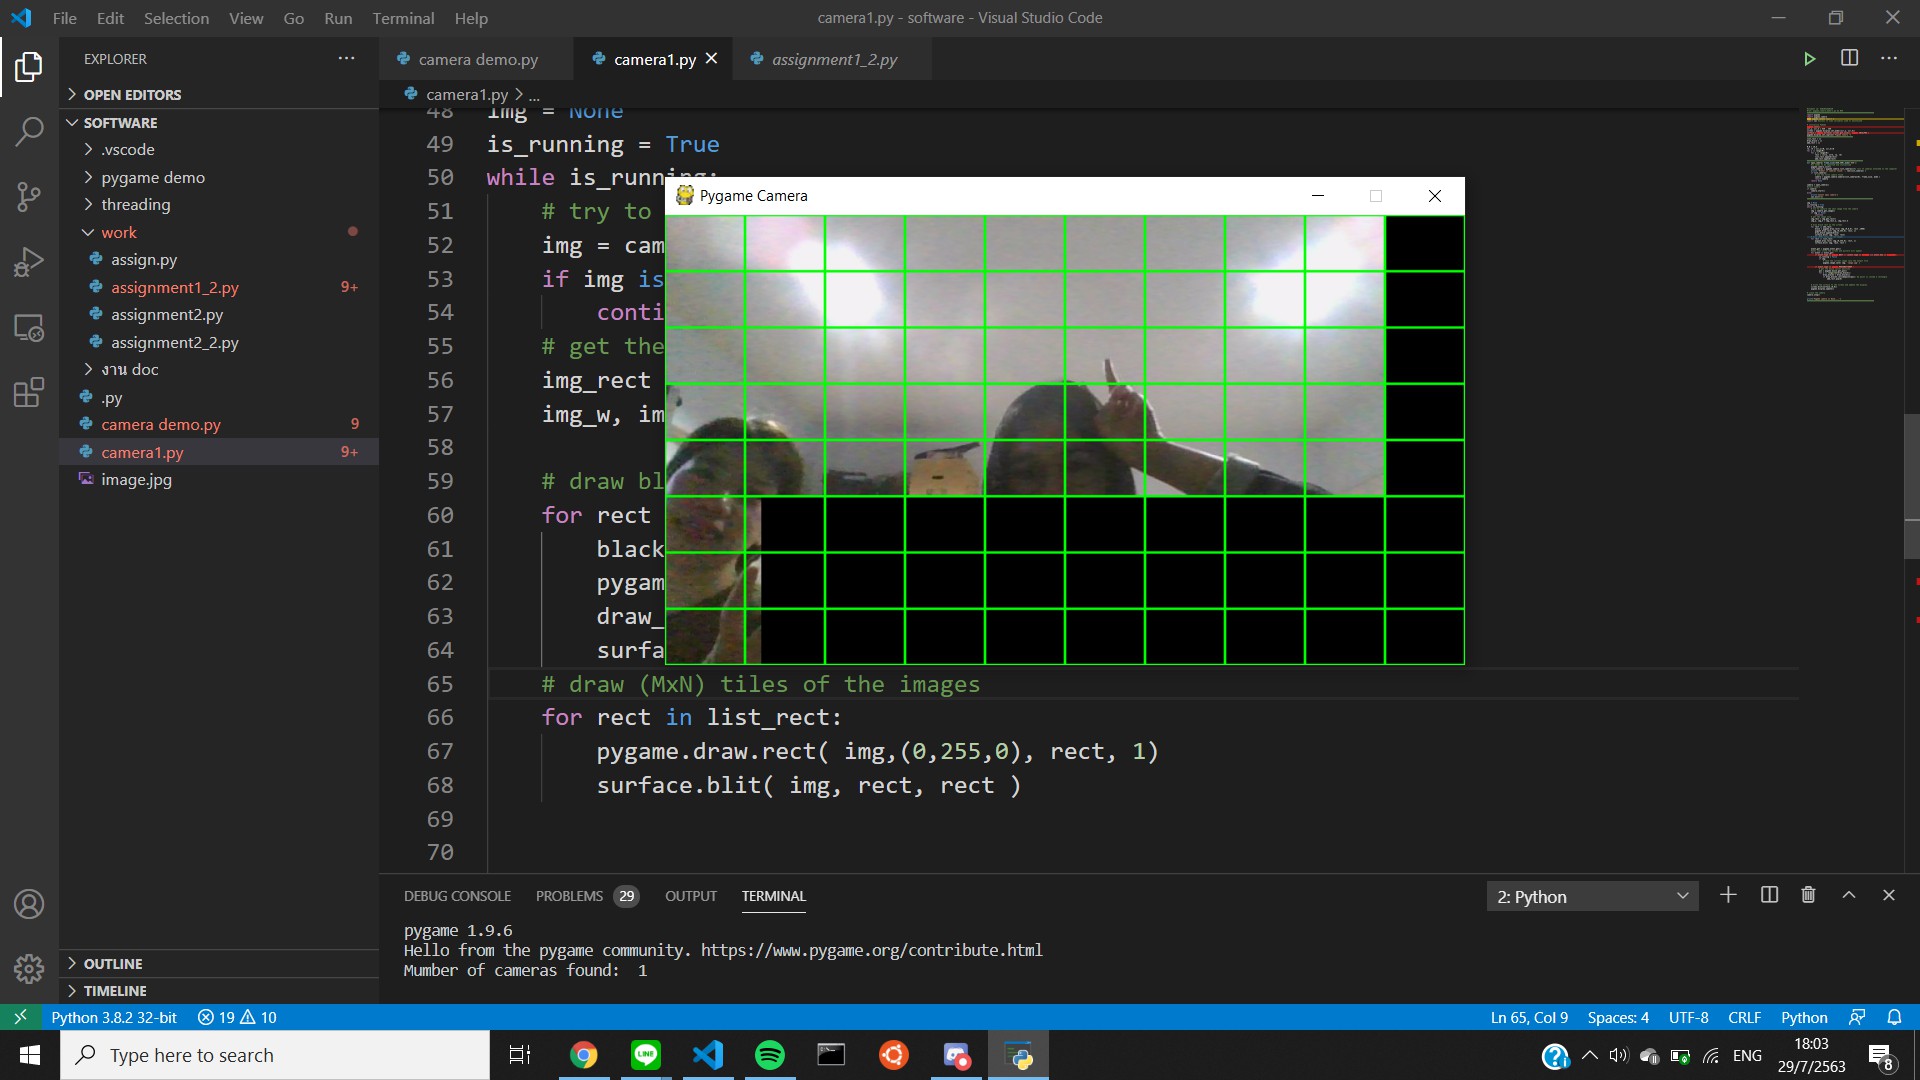 File Edit Selection View Go Run Terminal Help
camera1.py - software - Visual Studio Code
EXPLORER
camera demo.py
camera1.py
assignment1_2.py
OPEN EDITORS
camera1.py > ...
SOFTWARE
.vscode
pygame demo
threading
work
assign.py
assignment1_2.py 9+
assignment2.py
assignment2_2.py
งาน doc
.py
camera demo.py 9
camera1.py 9+
image.jpg
OUTLINE
TIMELINE
48 img = None
49 is_running = True
50 while is_running:
51 # try to
52 img = cam
53 if img is
54 conti
55 # get the
56 img_rect
57 img_w, im
58
59 # draw bl
60 for rect
61 black
62 pygam
63 draw_
64 surfa
65 # draw (MxN) tiles of the images
66 for rect in list_rect:
67 pygame.draw.rect( img,(0,255,0), rect, 1)
68 surface.blit( img, rect, rect )
69
70
Pygame Camera
DEBUG CONSOLE PROBLEMS 29 OUTPUT TERMINAL
2: Python
pygame 1.9.6
Hello from the pygame community. https://www.pygame.org/contribute.html
Mumber of cameras found: 1
Python 3.8.2 32-bit 19 10
Ln 65, Col 9 Spaces: 4 UTF-8 CRLF Python
Type here to search
LINE
ENG
18:03
29/7/2563
8